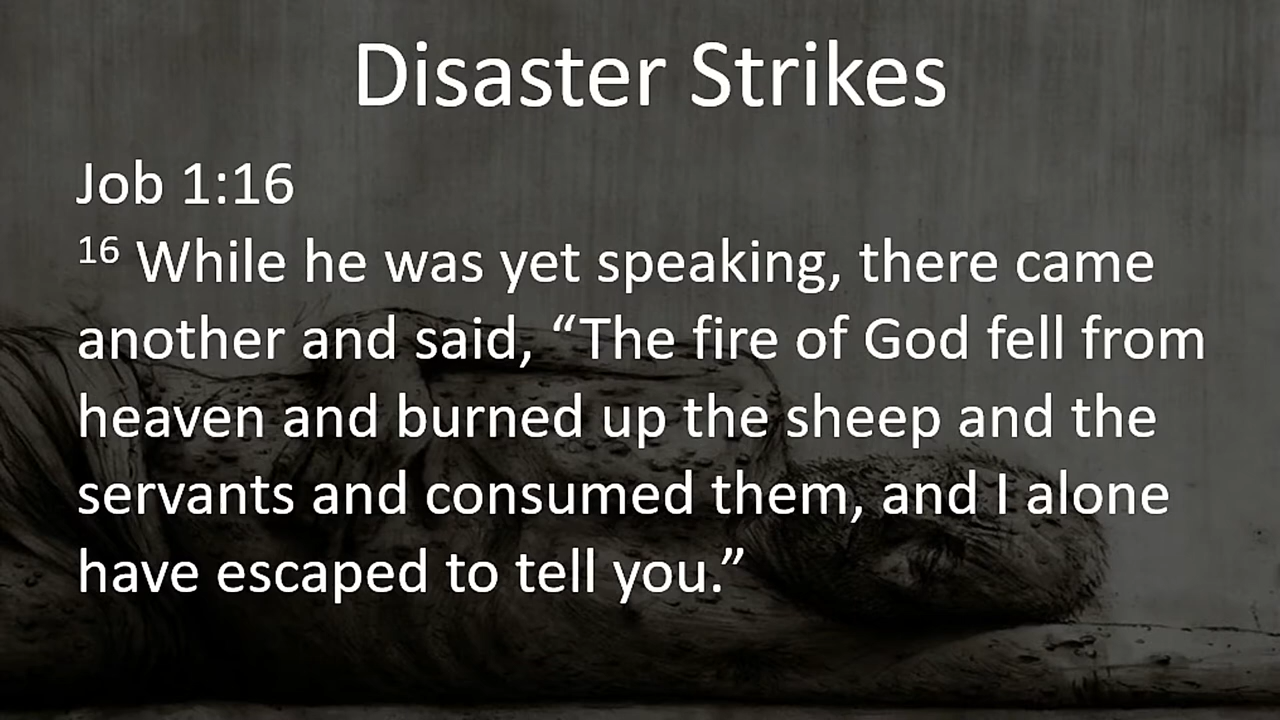 Disaster Strikes
Job 1:16
16 While he was yet speaking, there came
another and said, “The fire of God fell from
heaven and burned up the sheep and the
servants and consumed them, and I alone
have escaped to tell you.”